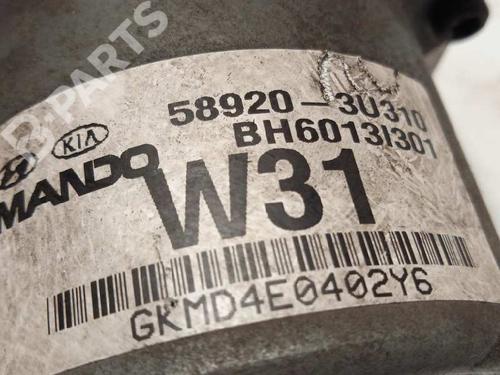 B-PARTS
58920-3U310
KIA
BH6013I301
MANDO
W31
GKMD4E0402Y6